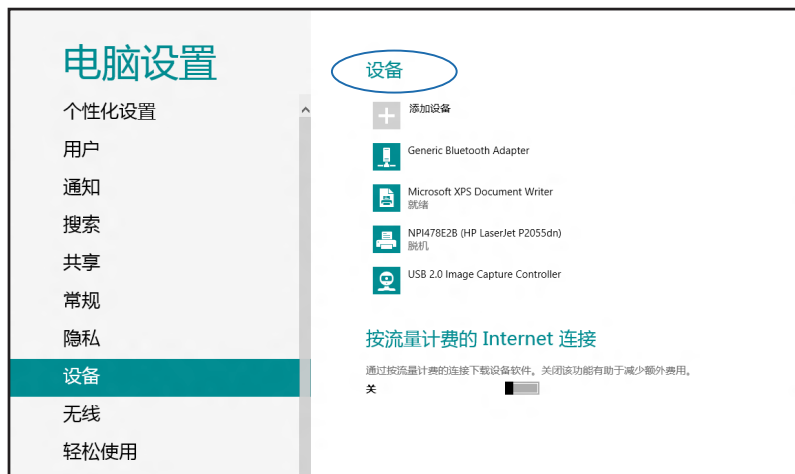 电脑设置
个性化设置
用户
通知
搜索
共享
常规
隐私
设备
无线
轻松使用
设备
添加设备
Generic Bluetooth Adapter
Microsoft XPS Document Writer
就绪
NPI478E2B (HP LaserJet P2055dn)
脱机
USB 2.0 Image Capture Controller
按流量计费的 Internet 连接
通过按流量计费的连接下载设备软件。关闭该功能有助于减少额外费用。
关